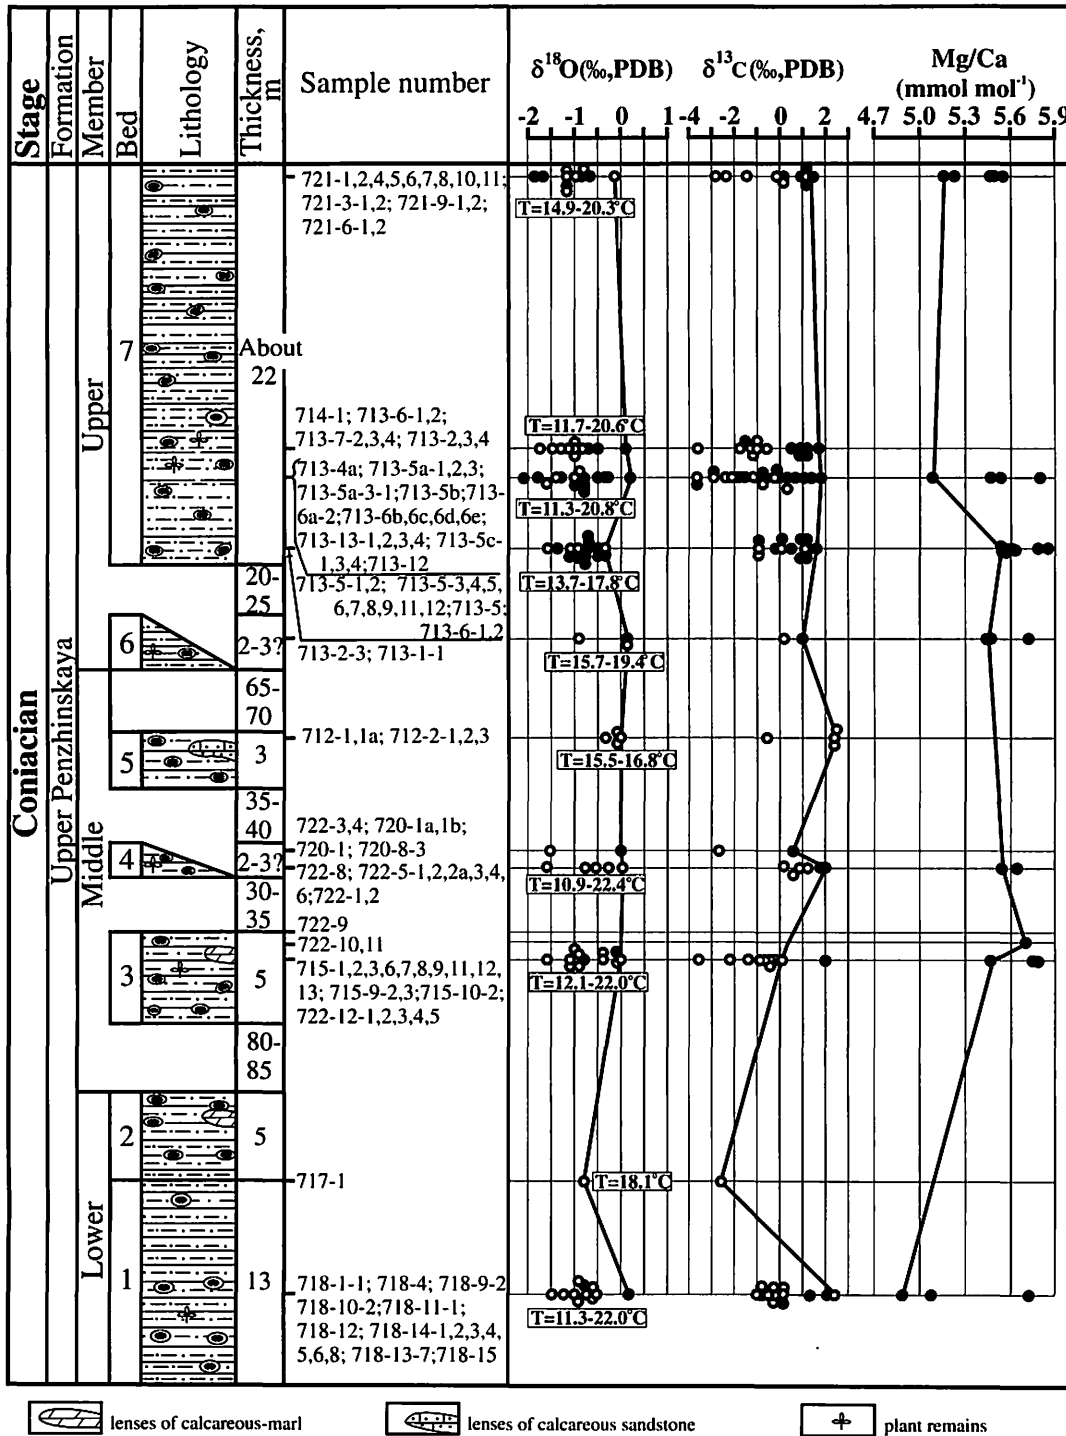 Stage
Formation
Member
Bed
Lithology
Thickness, m
Sample number
δ18O(‰,PDB)
δ13C(‰,PDB)
Mg/Ca
(mmol mol-1)
-2 -1 0 1
-4 -2 0 2
4.7 5.0 5.3 5.6 5.9
Coniacian
Upper Penzhinskaya
Upper
Middle
Lower
7
About
22
721-1,2,4,5,6,7,8,10,11;
721-3-1,2; 721-9-1,2;
721-6-1,2
T=14.9-20.3°C
714-1; 713-6-1,2;
713-7-2,3,4; 713-2,3,4
T=11.7-20.6°C
713-4a; 713-5a-1,2,3;
713-5a-3-1;713-5b;713-
6a-2;713-6b,6c,6d,6e;
713-13-1,2,3,4; 713-5c-
1,3,4;713-12
T=11.3-20.8°C
20-
25
713-5-1,2; 713-5-3,4,5,
6,7,8,9,11,12;713-5;
713-6-1,2
T=13.7-17.8°C
6
2-3?
713-2-3; 713-1-1
T=15.7-19.4°C
65-
70
5
3
712-1,1a; 712-2-1,2,3
T=15.5-16.8°C
35-
40
4
2-3?
722-3,4; 720-1a,1b;
720-1; 720-8-3
722-8; 722-5-1,2,2a,3,4,
6;722-1,2
T=10.9-22.4°C
30-
35
722-9
722-10,11
3
5
715-1,2,3,6,7,8,9,11,12,
13; 715-9-2,3;715-10-2;
722-12-1,2,3,4,5
T=12.1-22.0°C
80-
85
2
5
717-1
T=18.1°C
1
13
718-1-1; 718-4; 718-9-2
718-10-2;718-11-1;
718-12; 718-14-1,2,3,4,
5,6,8; 718-13-7;718-15
T=11.3-22.0°C
lenses of calcareous-marl
lenses of calcareous sandstone
plant remains